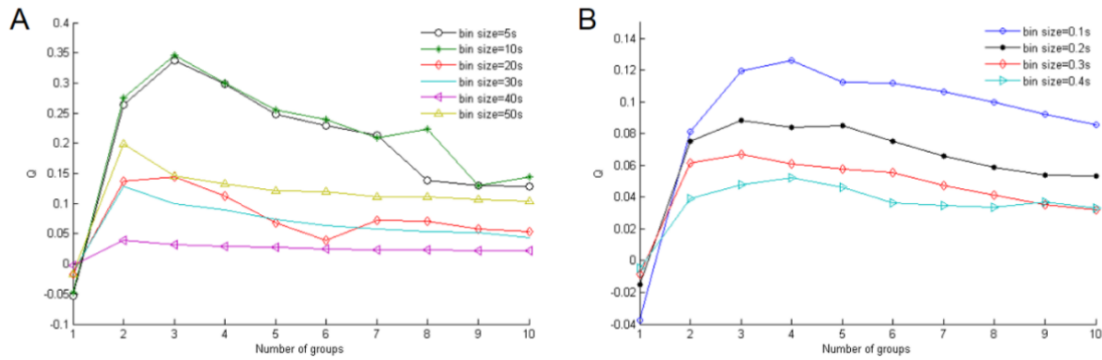 A
B
0.4
0.35
0.3
0.25
0.2
0.15
0.1
0.05
0
-0.05
-0.1
Q
1 2 3 4 5 6 7 8 9 10
Number of groups
bin size=5s
bin size=10s
bin size=20s
bin size=30s
bin size=40s
bin size=50s
0.14
0.12
0.1
0.08
0.06
0.04
0.02
0
-0.02
-0.04
Q
1 2 3 4 5 6 7 8 9 10
Number of groups
bin size=0.1s
bin size=0.2s
bin size=0.3s
bin size=0.4s